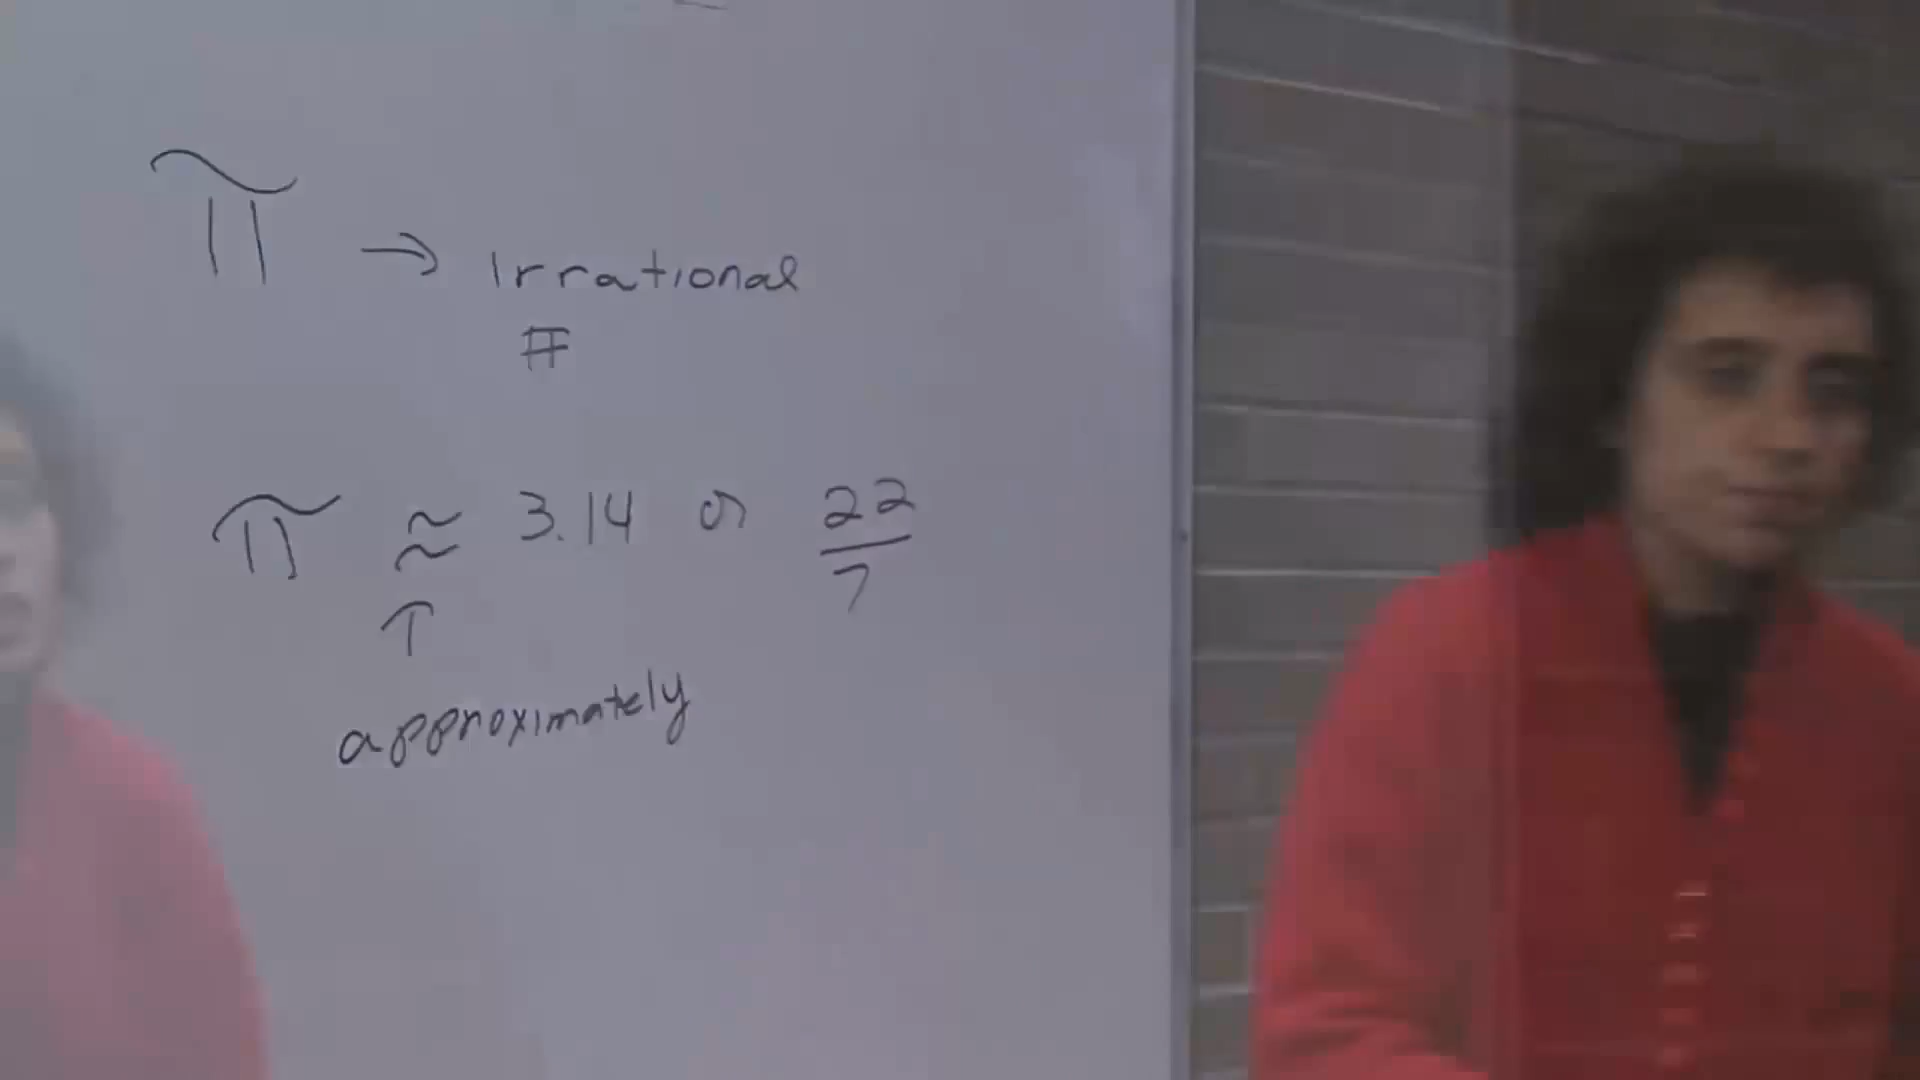 π → Irrational
#
π ≈ 3.14 or 22/7
↑
approximately